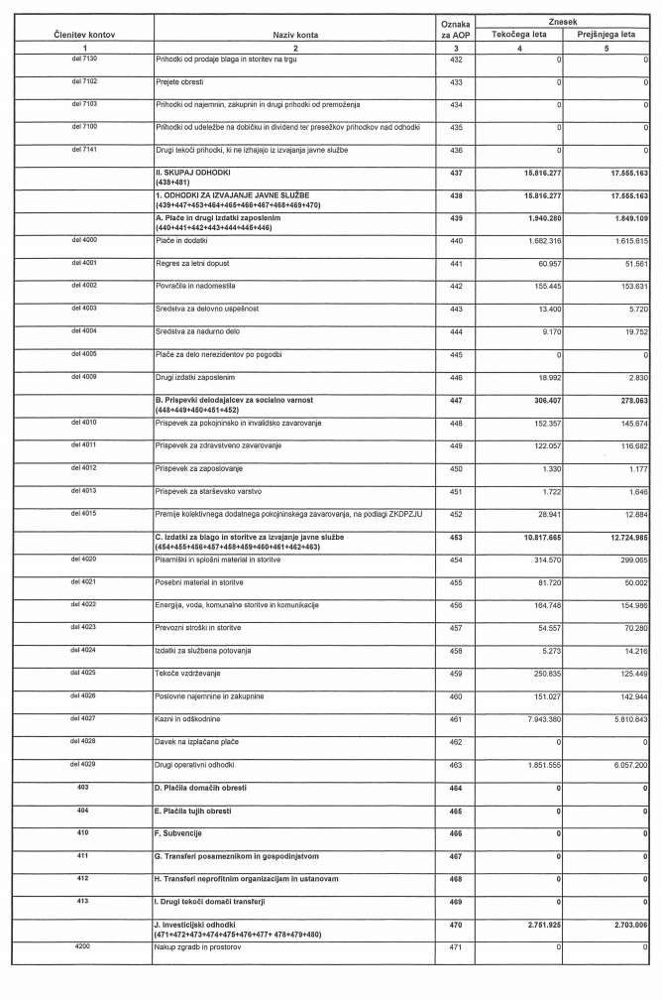 Členitev kontov Naziv konta Oznaka za AOP Znesek
Tekočega leta Prejšnjega leta
1 2 3 4 5
del 7130 Prihodki od prodaje blaga in storitev na trgu 432 0 0
del 7102 Prejete obresti 433 0 0
del 7103 Prihodki od najemnin, zakupnin in drugi prihodki od premoženja 434 0 0
del 7100 Prihodki od udeležbe na dobičku in dividend ter presežkov prihodkov nad odhodki 435 0 0
del 7141 Drugi tekoči prihodki, ki ne izhajajo iz izvajanja javne službe 436 0 0
II. SKUPAJ ODHODKI 437 15.816.277 17.555.163
(438+481)
1. ODHODKI ZA IZVAJANJE JAVNE SLUŽBE 438 15.816.277 17.555.163
(439+447+453+464+465+466+467+468+469+470)
A. Plače in drugi izdatki zaposlenim 439 1.940.280 1.849.109
(440+441+442+443+444+445+446)
del 4000 Plače in dodatki 440 1.682.316 1.615.615
del 4001 Regres za letni dopust 441 60.957 51.561
del 4002 Povračila in nadomestila 442 155.445 153.631
del 4003 Sredstva za delovno uspešnost 443 13.400 5.720
del 4004 Sredstva za nadurno delo 444 9.170 19.752
del 4005 Plače za delo nerezidentov po pogodbi 445 0 0
del 4009 Drugi izdatki zaposlenim 446 18.992 2.830
B. Prispevki delodajalcev za socialno varnost 447 306.407 278.063
(448+449+450+451+452)
del 4010 Prispevek za pokojninsko in invalidsko zavarovanje 448 152.357 145.674
del 4011 Prispevek za zdravstveno zavarovanje 449 122.057 116.682
del 4012 Prispevek za zaposlovanje 450 1.330 1.177
del 4013 Prispevek za starševsko varstvo 451 1.722 1.646
del 4015 Premije kolektivnega dodatnega pokojninskega zavarovanja, na podlagi ZKDPZJU 452 28.941 12.884
C. Izdatki za blago in storitve za izvajanje javne službe 453 10.817.665 12.724.985
(454+455+456+457+458+459+460+461+462+463)
del 4020 Pisarniški in splošni material in storitve 454 314.570 299.065
del 4021 Posebni material in storitve 455 81.720 50.002
del 4022 Energija, voda, komunalne storitve in komunikacije 456 164.748 154.986
del 4023 Prevozni stroški in storitve 457 54.557 70.280
del 4024 Izdatki za službena potovanja 458 5.273 14.216
del 4025 Tekoče vzdrževanje 459 250.835 125.449
del 4026 Poslovne najemnine in zakupnine 460 151.027 142.944
del 4027 Kazni in odškodnine 461 7.943.380 5.810.843
del 4028 Davek na izplačane plače 462 0 0
del 4029 Drugi operativni odhodki 463 1.851.555 6.057.200
403 D. Plačila domačih obresti 464 0 0
404 E. Plačila tujih obresti 465 0 0
410 F. Subvencije 466 0 0
411 G. Transferi posameznikom in gospodinjstvom 467 0 0
412 H. Transferi neprofitnim organizacijam in ustanovam 468 0 0
413 I. Drugi tekoči domači transferji 469 0 0
J. Investicijski odhodki 470 2.751.925 2.703.006
(471+472+473+474+475+476+477+ 478+479+480)
4200 Nakup zgradb in prostorov 471 0 0